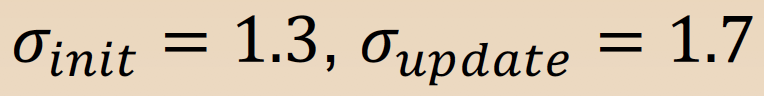 σ_init = 1.3, σ_update = 1.7